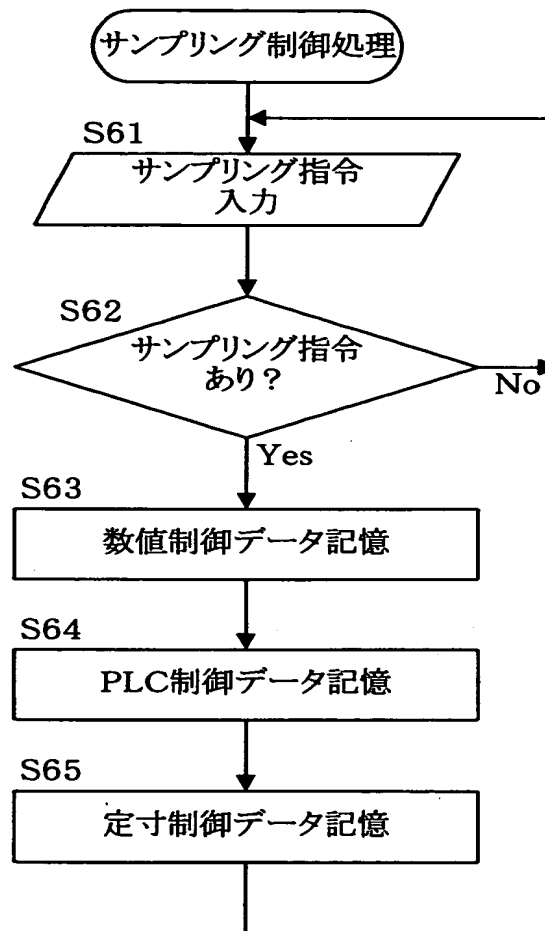 サンプリング制御処理
S61
サンプリング指令
入力
S62
サンプリング指令
あり?
No
Yes
S63
数値制御データ記憶
S64
PLC制御データ記憶
S65
定寸制御データ記憶